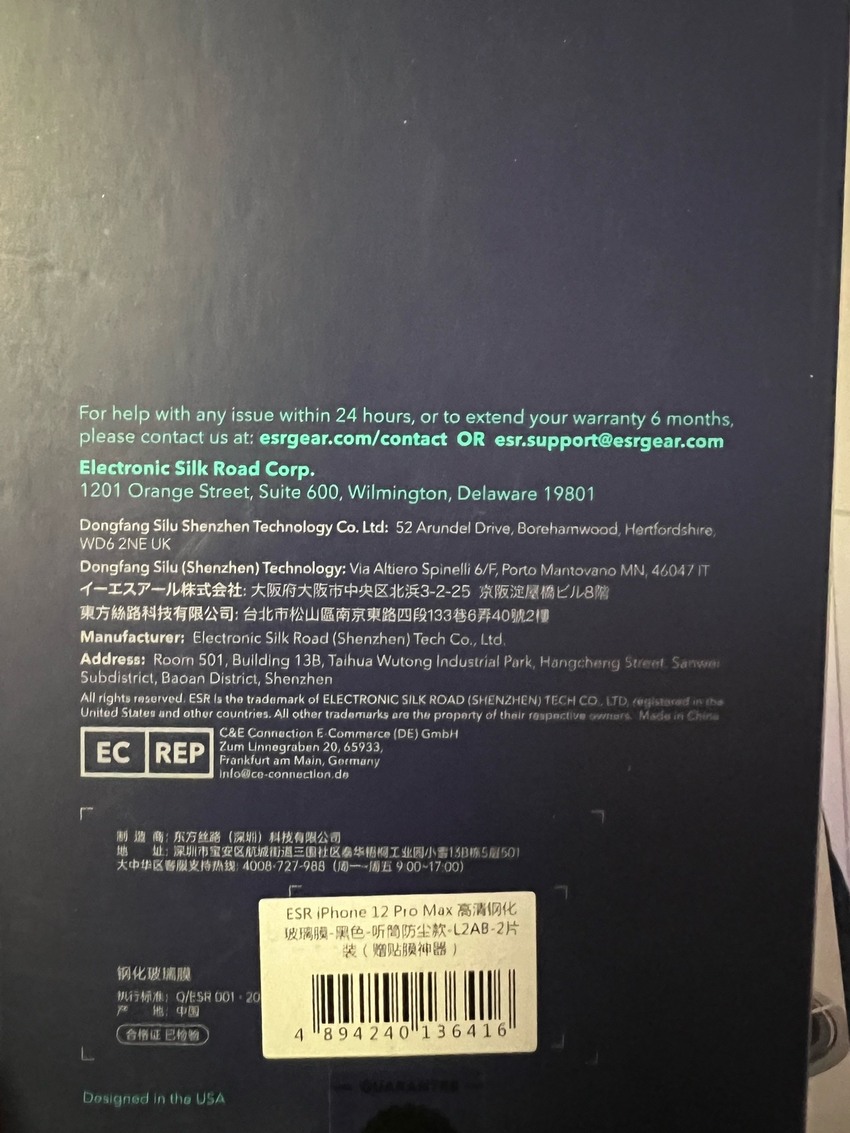 For help with any issue within 24 hours, or to extend your warranty 6 months,
please contact us at: esrgear.com/contact OR esr.support@esrgear.com
Electronic Silk Road Corp.
1201 Orange Street, Suite 600, Wilmington, Delaware 19801
Dongfang Silu Shenzhen Technology Co. Ltd: 52 Arundel Drive, Borehamwood, Hertfordshire,
WD6 2NE UK
Dongfang Silu (Shenzhen) Technology: Via Altiero Spinelli 6/F, Porto Mantovano MN, 46047 IT
イーエスアール株式会社: 大阪府大阪市中央区北浜3-2-25 京阪淀屋橋ビル8階
東方絲路科技有限公司: 台北市松山區南京東路四段133巷6弄40號2樓
Manufacturer: Electronic Silk Road (Shenzhen) Tech Co., Ltd.
Address: Room 501, Building 13B, Taihua Wutong Industrial Park, Hangcheng Street, Sanwei
Subdistrict, Baoan District, Shenzhen
All rights reserved. ESR is the trademark of ELECTRONIC SILK ROAD (SHENZHEN) TECH CO., LTD, registered in the
United States and other countries. All other trademarks are the property of their respective owners. Made in China
EC REP
C&E Connection E-Commerce (DE) GmbH
Zum Linnegraben 20, 65933,
Frankfurt am Main, Germany
info@ce-connection.de
制 造 商: 东方丝路（深圳）科技有限公司
地 址: 深圳市宝安区航城街道三围社区泰华梧桐工业园小雪13B栋5层501
大中华区客服支持热线: 4008-727-988（周一~周五 9:00~17:00）
ESR iPhone 12 Pro Max 高清钢化
玻璃膜-黑色-听筒防尘款-L2AB-2片
装（赠贴膜神器）
4 894240 136416
钢化玻璃膜
执行标准: Q/ESR 001 - 20
产 地: 中国
合格证 已检验
Designed in the USA